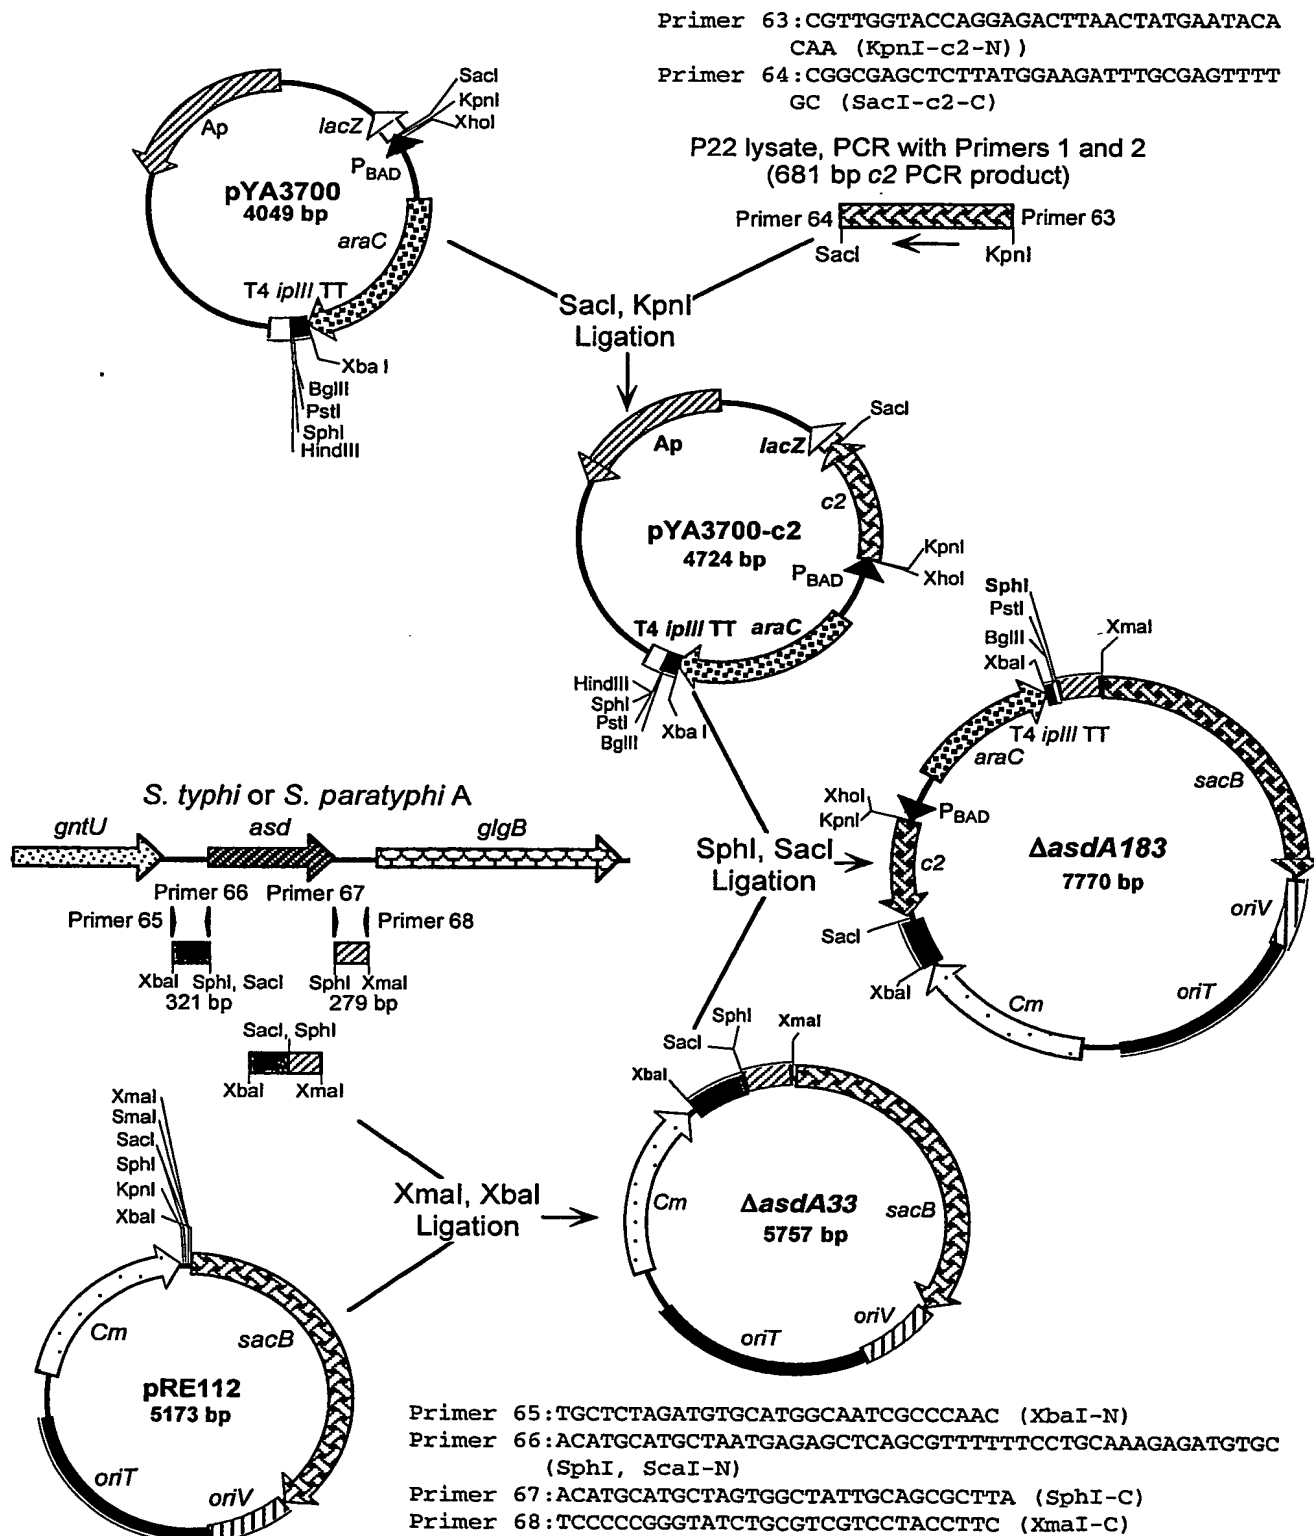 Primer 63:CGTTGGTACCAGGAGACTTAACTATGAATACA
CAA (KpnI-c2-N))
Primer 64:CGGCGAGCTCTTATGGAAGATTTGCGAGTTTT
GC (SacI-c2-C)
P22 lysate, PCR with Primers 1 and 2
(681 bp c2 PCR product)
Primer 64
Primer 63
SacI
KpnI
SacI
KpnI
XhoI
lacZ
Ap
PBAD
pYA3700
4049 bp
araC
T4 ipIII TT
Xba I
BglII
PstI
SphI
HindIII
SacI, KpnI
Ligation
SacI
lacZ
Ap
c2
pYA3700-c2
4724 bp
KpnI
XhoI
PBAD
T4 ipIII TT
araC
HindIII
SphI
PstI
BglII
Xba I
SphI
PstI
BglII
XbaI
XmaI
T4 ipIII TT
araC
sacB
XhoI
KpnI
PBAD
c2
ΔasdA183
7770 bp
SacI
XbaI
Cm
oriT
oriV
SphI, SacI
Ligation
S. typhi or S. paratyphi A
gntU
asd
glgB
Primer 66
Primer 67
Primer 65
Primer 68
XbaI
SphI, SacI
SphI
XmaI
321 bp
279 bp
SacI, SphI
XbaI
XmaI
XmaI
SmaI
SacI
SphI
KpnI
XbaI
XmaI, XbaI
Ligation
SphI
SacI
XmaI
XbaI
Cm
ΔasdA33
5757 bp
sacB
oriV
oriT
Cm
sacB
pRE112
5173 bp
oriT
oriV
Primer 65:TGCTCTAGATGTGCATGGCAATCGCCCAAC (XbaI-N)
Primer 66:ACATGCATGCTAATGAGAGCTCAGCGTTTTTTCCTGCAAAGAGATGTGC
(SphI, ScaI-N)
Primer 67:ACATGCATGCTAGTGGCTATTGCAGCGCTTA (SphI-C)
Primer 68:TCCCCCGGGTATCTGCGTCGTCCTACCTTC (XmaI-C)